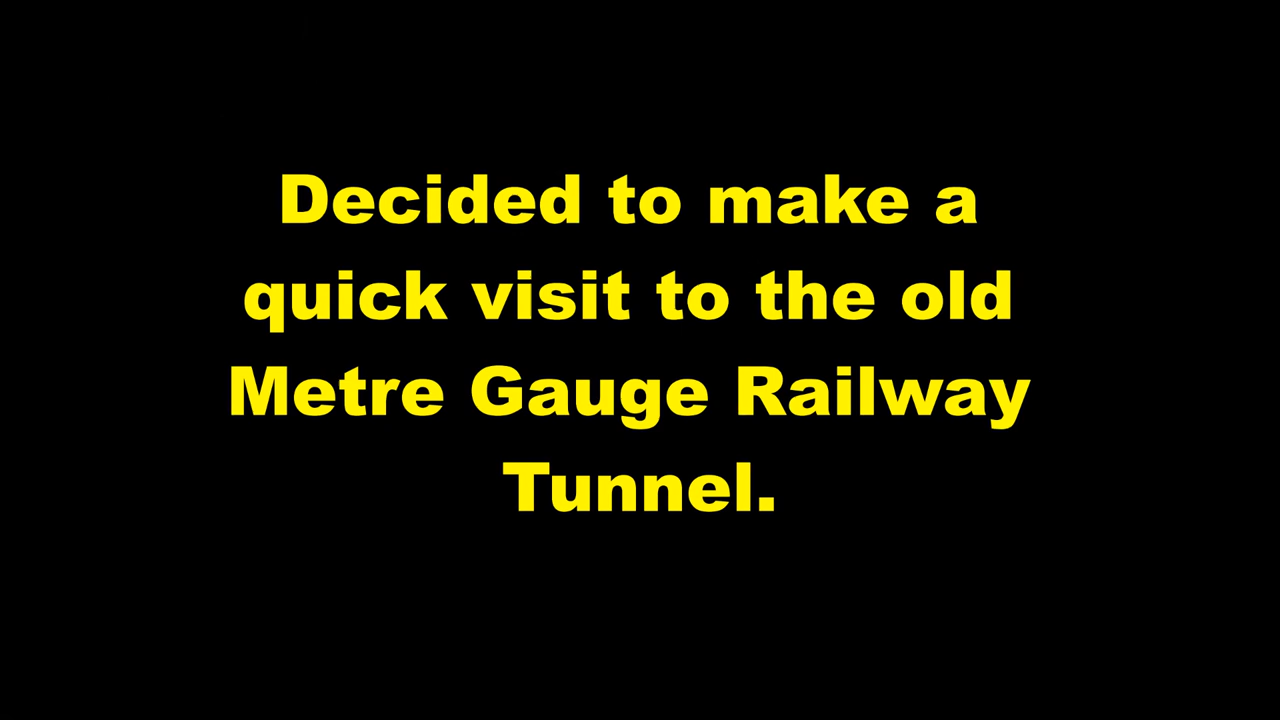 Decided to make a
quick visit to the old
Metre Gauge Railway
Tunnel.